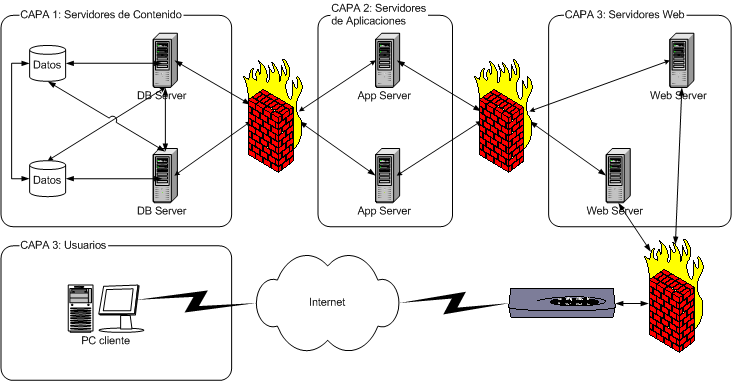 CAPA 1: Servidores de Contenido
CAPA 2: Servidores
de Aplicaciones
CAPA 3: Servidores Web
Datos
DB Server
App Server
Web Server
Datos
DB Server
App Server
Web Server
CAPA 3: Usuarios
PC cliente
Internet